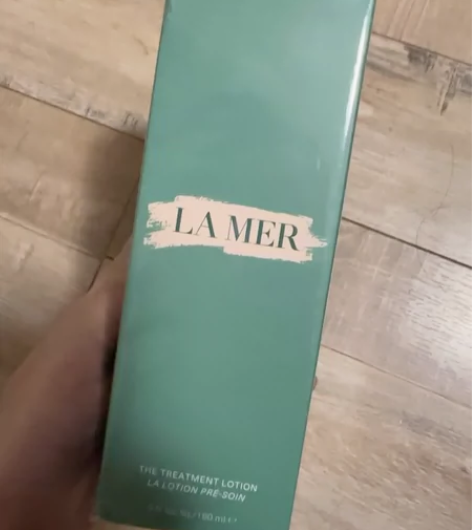 LA MER
THE TREATMENT LOTION
LA LOTION PRÉ-SOIN